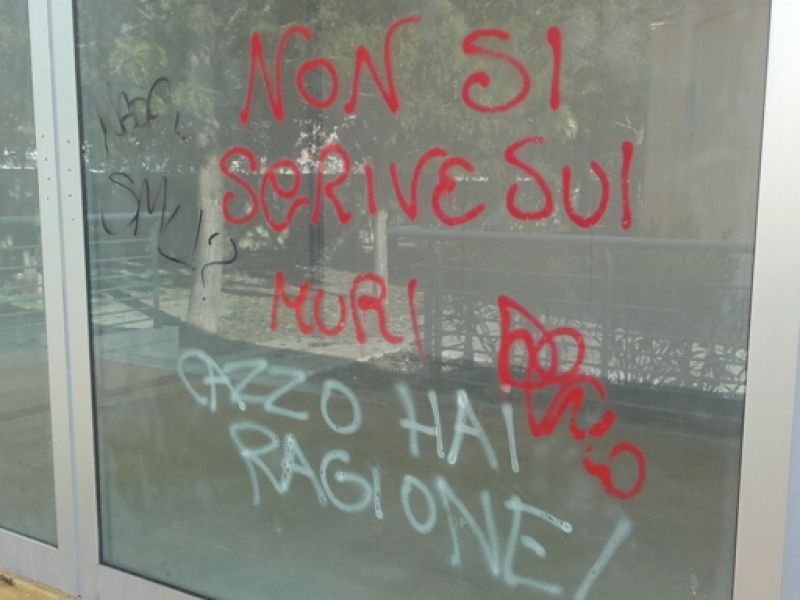 NON SI
SCRIVE SUI
MURI
CAZZO HAI
RAGIONE!